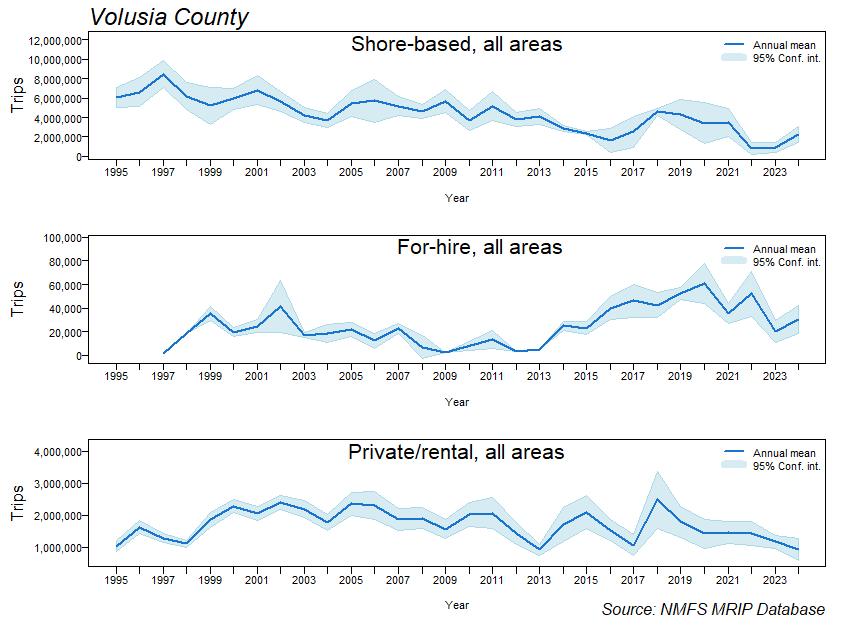 Volusia County
Shore-based, all areas
Annual mean
95% Conf. int.
Trips
12,000,000
10,000,000
8,000,000
6,000,000
4,000,000
2,000,000
0
1995 1997 1999 2001 2003 2005 2007 2009 2011 2013 2015 2017 2019 2021 2023
Year
For-hire, all areas
Annual mean
95% Conf. int.
Trips
100,000
80,000
60,000
40,000
20,000
0
1995 1997 1999 2001 2003 2005 2007 2009 2011 2013 2015 2017 2019 2021 2023
Year
Private/rental, all areas
Annual mean
95% Conf. int.
Trips
4,000,000
3,000,000
2,000,000
1,000,000
1995 1997 1999 2001 2003 2005 2007 2009 2011 2013 2015 2017 2019 2021 2023
Year
Source: NMFS MRIP Database